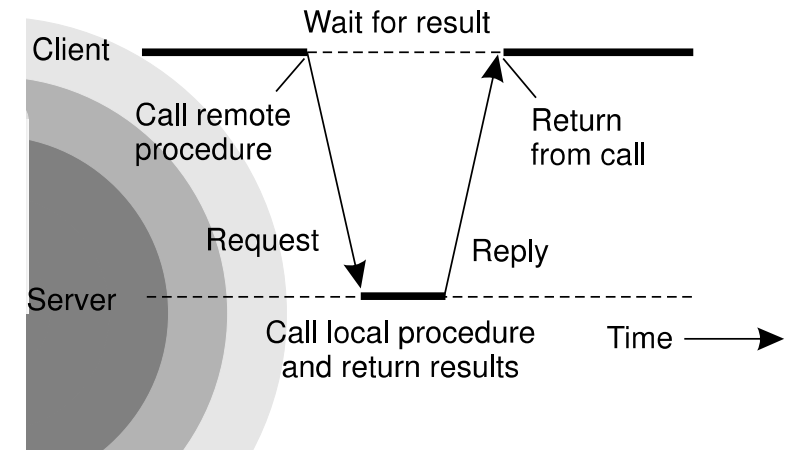 Wait for result
Client
Call remote
procedure
Return
from call
Request
Reply
Server
Call local procedure
and return results
Time